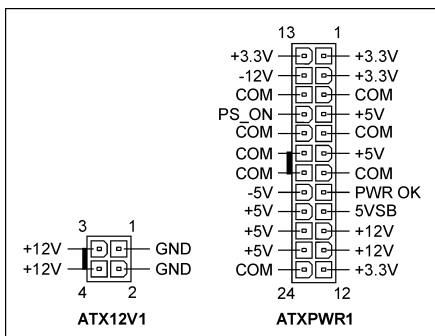 13 1
+3.3V +3.3V
-12V +3.3V
COM COM
PS_ON +5V
COM COM
COM +5V
COM COM
-5V PWR OK
+5V 5VSB
+5V +12V
+5V +12V
COM +3.3V
24 12
ATXPWR1
3 1
+12V GND
+12V GND
4 2
ATX12V1